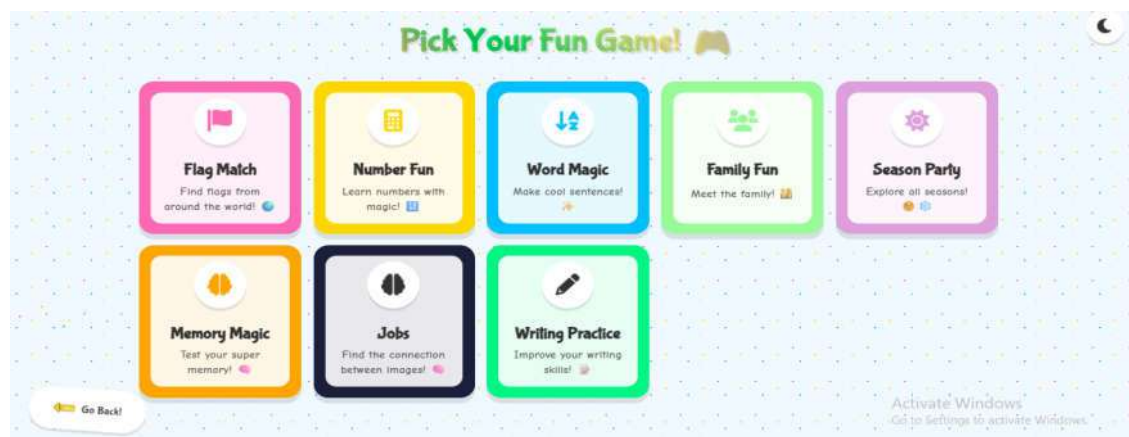 Pick Your Fun Game!
Flag Match
Find flags from
around the world!
Number Fun
Learn numbers with
magic!
Word Magic
Make cool sentences!
Family Fun
Meet the family!
Season Party
Explore all seasons!
Memory Magic
Test your super
memory!
Jobs
Find the connection
between images!
Writing Practice
Improve your writing
skills!
Go Back!
Activate Windows
Go to Settings to activate Windows.